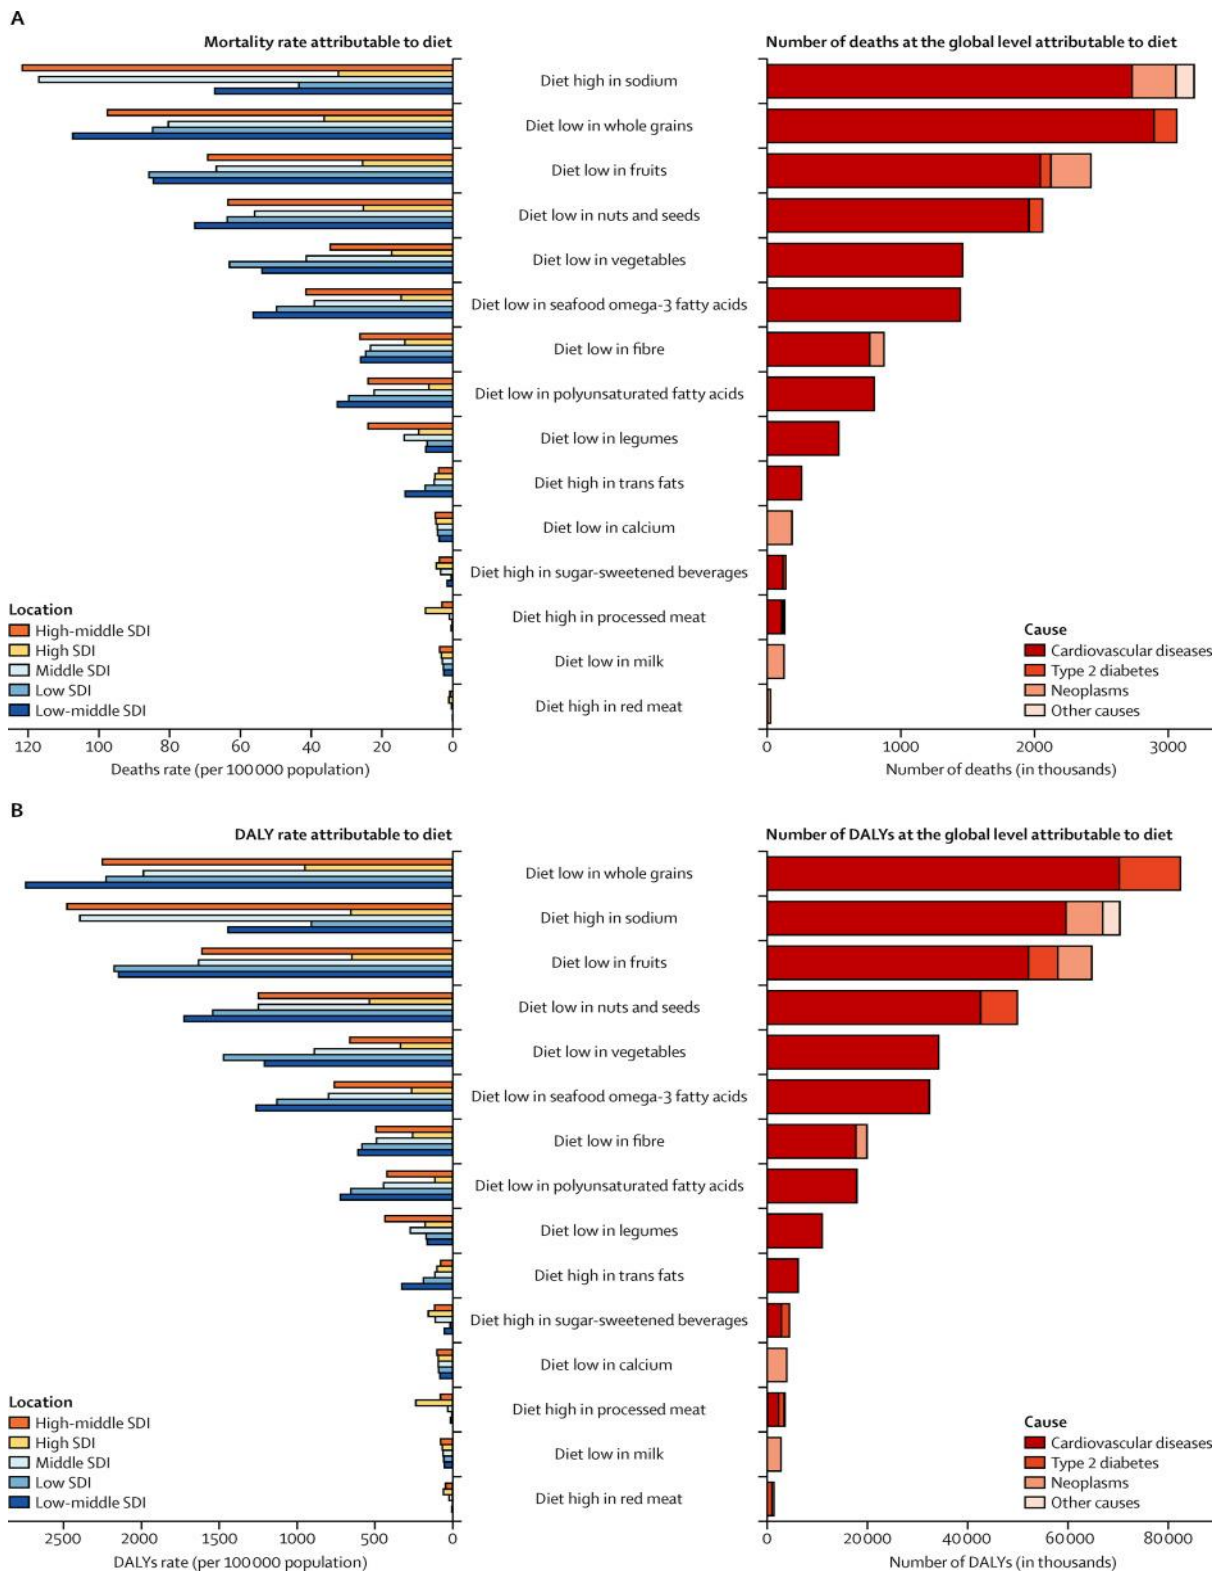 A
Mortality rate attributable to diet
Number of deaths at the global level attributable to diet
Diet high in sodium
Diet low in whole grains
Diet low in fruits
Diet low in nuts and seeds
Diet low in vegetables
Diet low in seafood omega-3 fatty acids
Diet low in fibre
Diet low in polyunsaturated fatty acids
Diet low in legumes
Diet high in trans fats
Diet low in calcium
Diet high in sugar-sweetened beverages
Diet high in processed meat
Diet low in milk
Diet high in red meat
Location
High-middle SDI
High SDI
Middle SDI
Low SDI
Low-middle SDI
Cause
Cardiovascular diseases
Type 2 diabetes
Neoplasms
Other causes
120 100 80 60 40 20 0
Deaths rate (per 100 000 population)
0 1000 2000 3000
Number of deaths (in thousands)
B
DALY rate attributable to diet
Number of DALYs at the global level attributable to diet
Diet low in whole grains
Diet high in sodium
Diet low in fruits
Diet low in nuts and seeds
Diet low in vegetables
Diet low in seafood omega-3 fatty acids
Diet low in fibre
Diet low in polyunsaturated fatty acids
Diet low in legumes
Diet high in trans fats
Diet high in sugar-sweetened beverages
Diet low in calcium
Diet high in processed meat
Diet low in milk
Diet high in red meat
Location
High-middle SDI
High SDI
Middle SDI
Low SDI
Low-middle SDI
Cause
Cardiovascular diseases
Type 2 diabetes
Neoplasms
Other causes
2500 2000 1500 1000 500 0
DALYs rate (per 100 000 population)
0 20 000 40 000 60 000 80 000
Number of DALYs (in thousands)